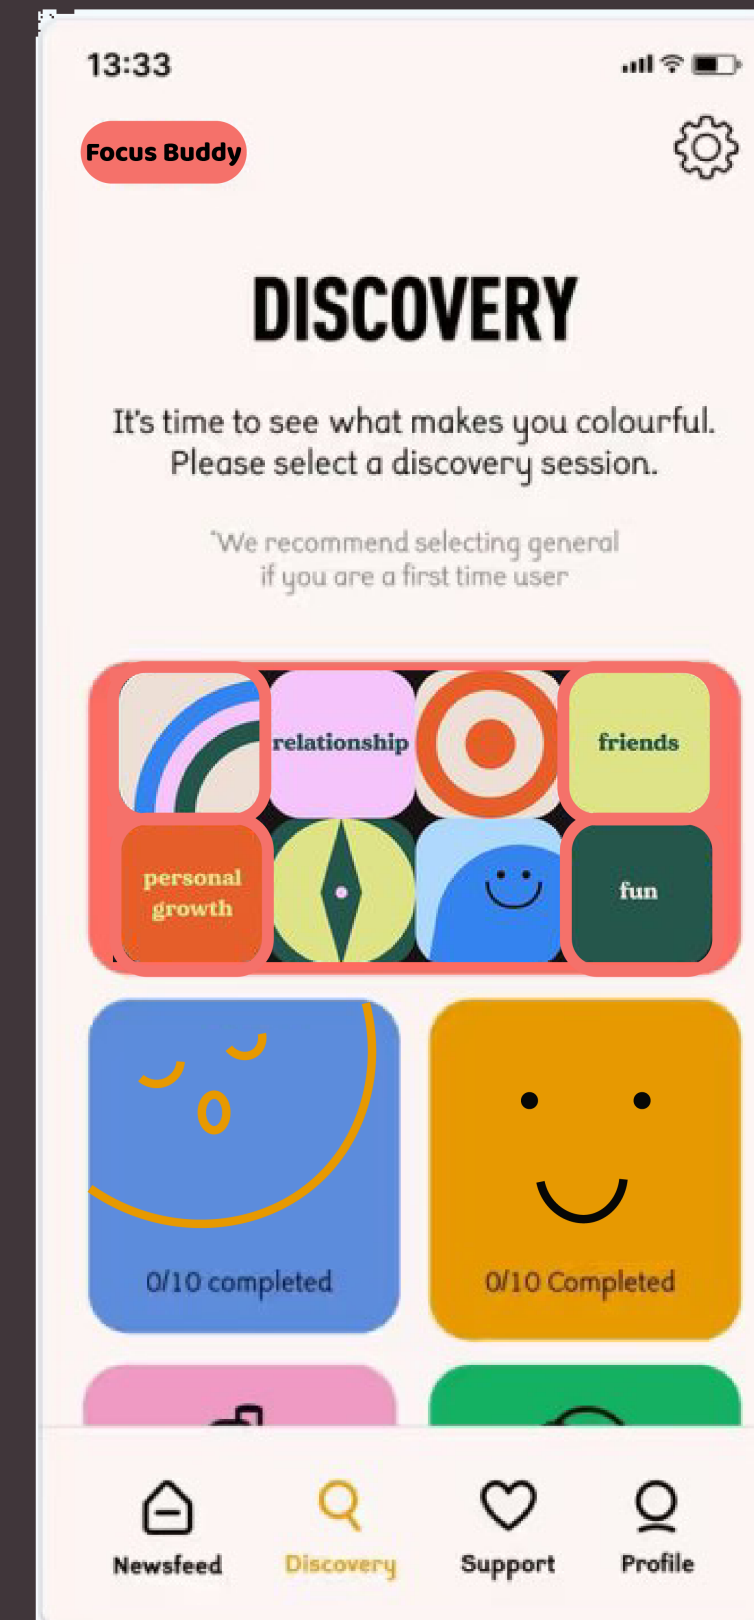 13:33
Focus Buddy
DISCOVERY
It's time to see what makes you colourful.
Please select a discovery session.
*We recommend selecting general
if you are a first time user
relationship
friends
personal
growth
fun
0/10 completed
0/10 Completed
Newsfeed
Discovery
Support
Profile